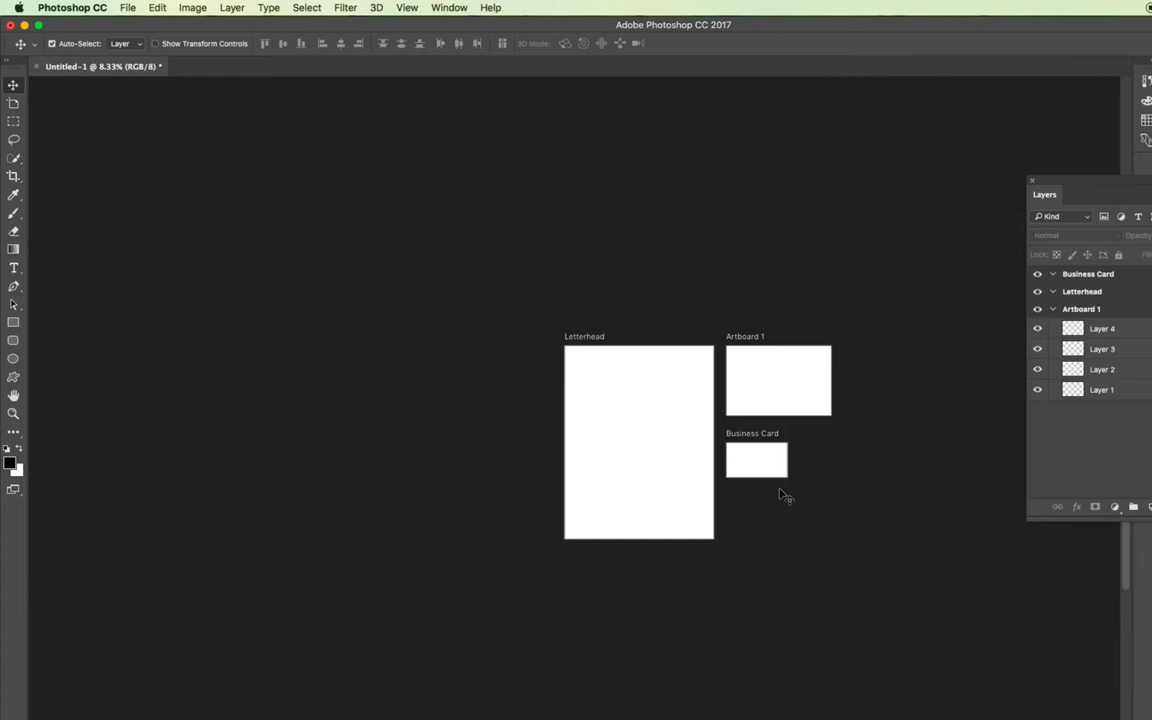 Photoshop CC File Edit Image Layer Type Select Filter 3D View Window Help
Adobe Photoshop CC 2017
Auto-Select: Layer Show Transform Controls 3D Mode:
Untitled-1 @ 8.33% (RGB/8) *
Layers
Kind
Normal
Opacity
Lock:
Business Card
Letterhead
Artboard 1
Layer 4
Layer 3
Layer 2
Layer 1
fx
Letterhead
Artboard 1
Business Card